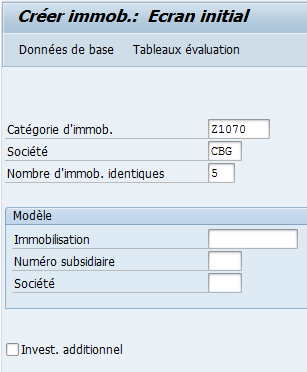 Créer immob.: Ecran initial
Données de base Tableaux évaluation
Catégorie d'immob. Z1070
Société CBG
Nombre d'immob. identiques 5
Modèle
Immobilisation
Numéro subsidiaire
Société
Invest. additionnel